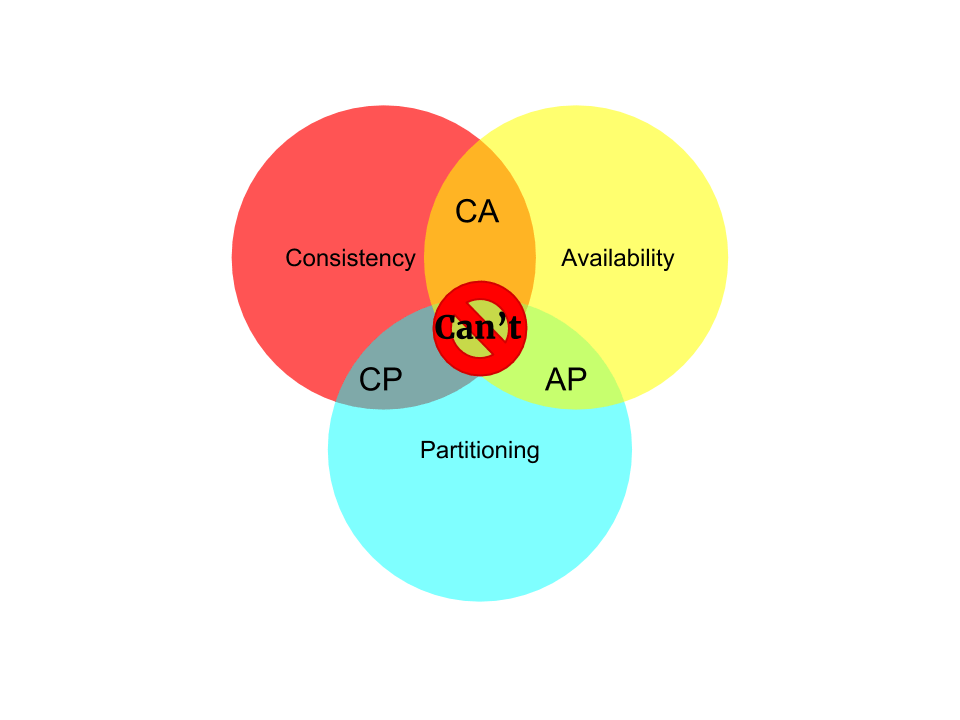 CA
Consistency
Availability
Can't
CP
AP
Partitioning